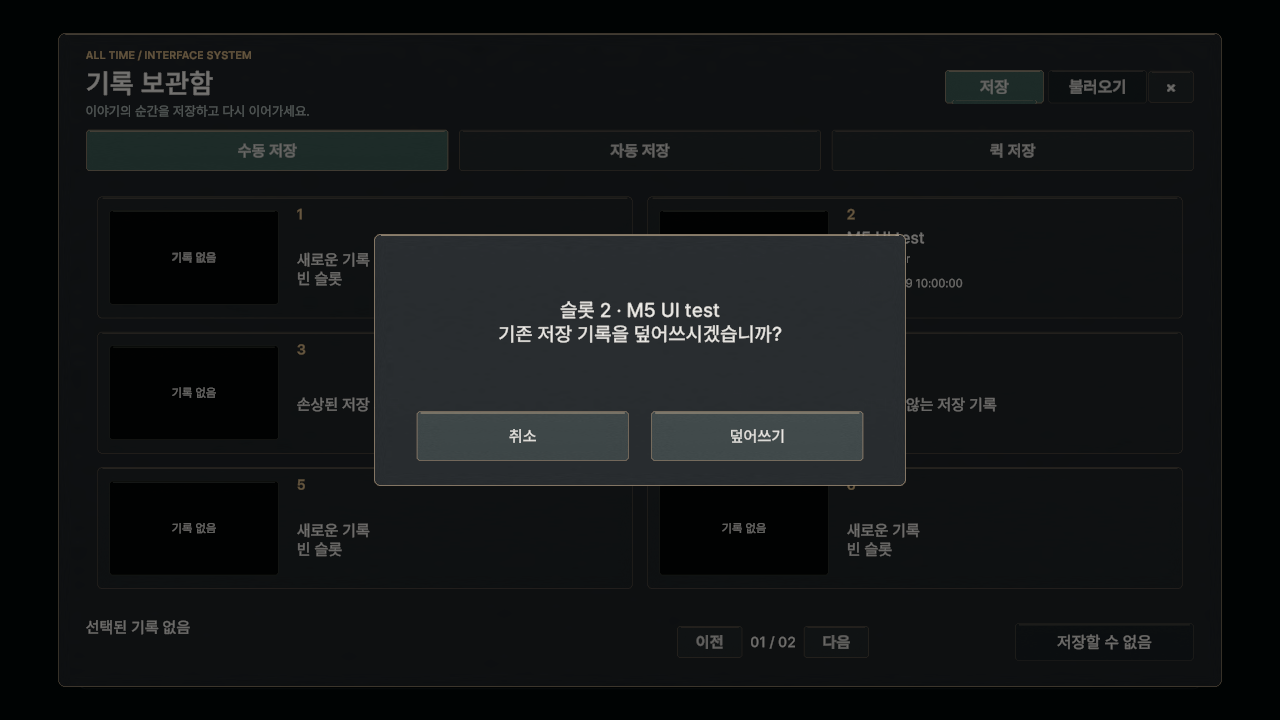 ALL TIME / INTERFACE SYSTEM
기록 보관함
이야기의 순간을 저장하고 다시 이어가세요.
저장
불러오기
×
수동 저장
자동 저장
퀵 저장
기록 없음
1
새로운 기록
빈 슬롯
2
9 10:00:00
기록 없음
3
손상된 저장
않는 저장 기록
슬롯 2 · M5 UI test
기존 저장 기록을 덮어쓰시겠습니까?
취소
덮어쓰기
기록 없음
5
새로운 기록
빈 슬롯
기록 없음
새로운 기록
빈 슬롯
선택된 기록 없음
이전
01 / 02
다음
저장할 수 없음